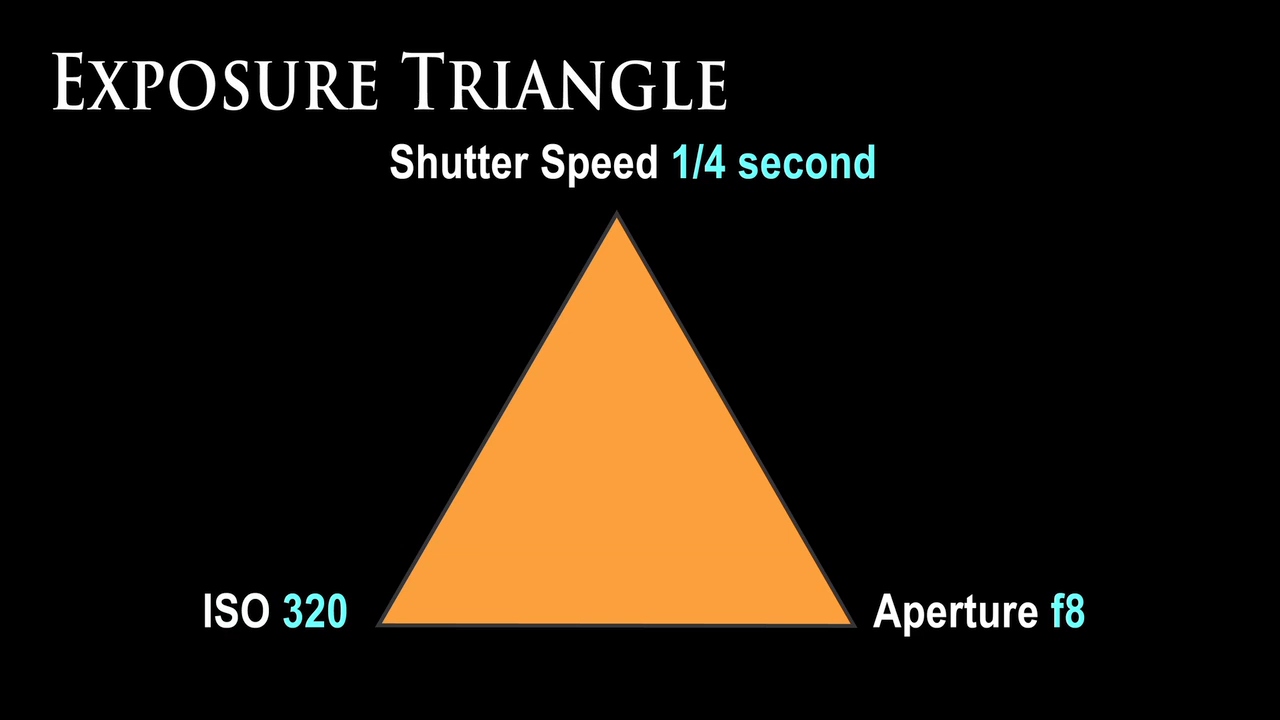 EXPOSURE TRIANGLE
Shutter Speed 1/4 second
ISO 320
Aperture f8